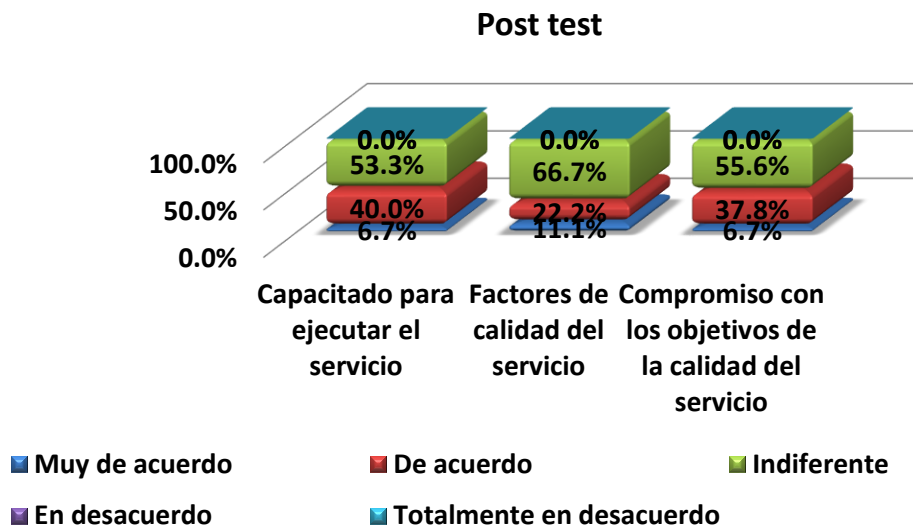 Post test
0.0% 0.0% 0.0%
100.0% 53.3% 66.7% 55.6%
50.0% 40.0% 22.2% 37.8%
6.7% 11.1% 6.7%
0.0%
Capacitado para ejecutar el servicio
Factores de calidad del servicio
Compromiso con los objetivos de la calidad del servicio
Muy de acuerdo De acuerdo Indiferente
En desacuerdo Totalmente en desacuerdo